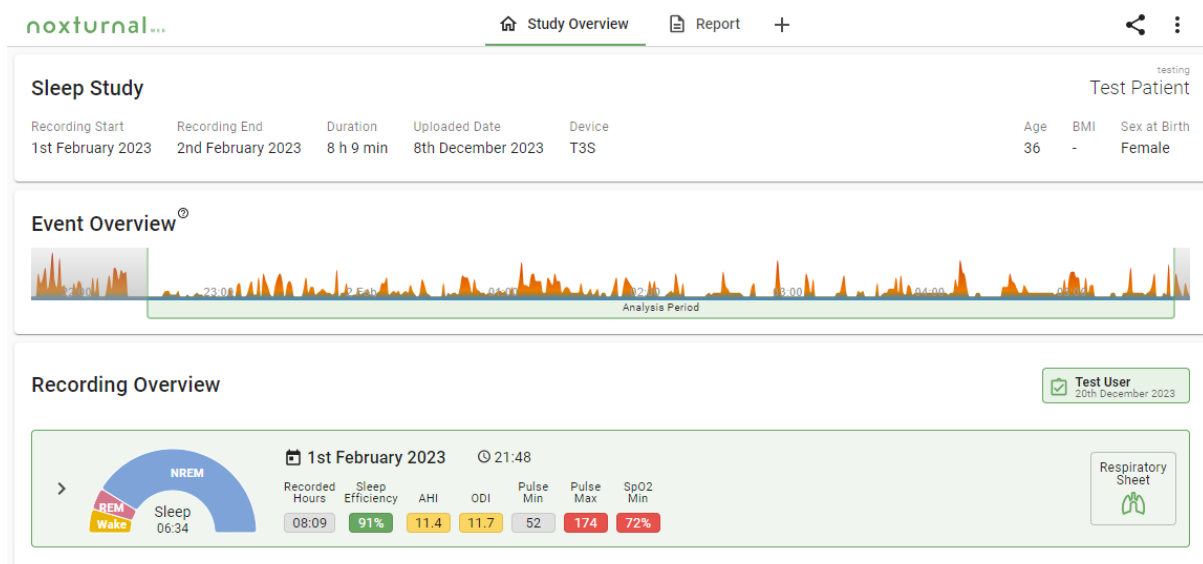 noxturnal
Study Overview
Report
Sleep Study
testing
Test Patient
Recording Start
Recording End
Duration
Uploaded Date
Device
Age
BMI
Sex at Birth
1st February 2023
2nd February 2023
8 h 9 min
8th December 2023
T3S
36
-
Female
Event Overview
23:00
2 Feb
01:00
02:00
03:00
04:00
Analysis Period
Recording Overview
Test User
20th December 2023
1st February 2023
21:48
NREM
REM
Wake
Sleep
06:34
Recorded Hours
Sleep Efficiency
AHI
ODI
Pulse Min
Pulse Max
SpO2 Min
08:09
91%
11.4
11.7
52
174
72%
Respiratory
Sheet